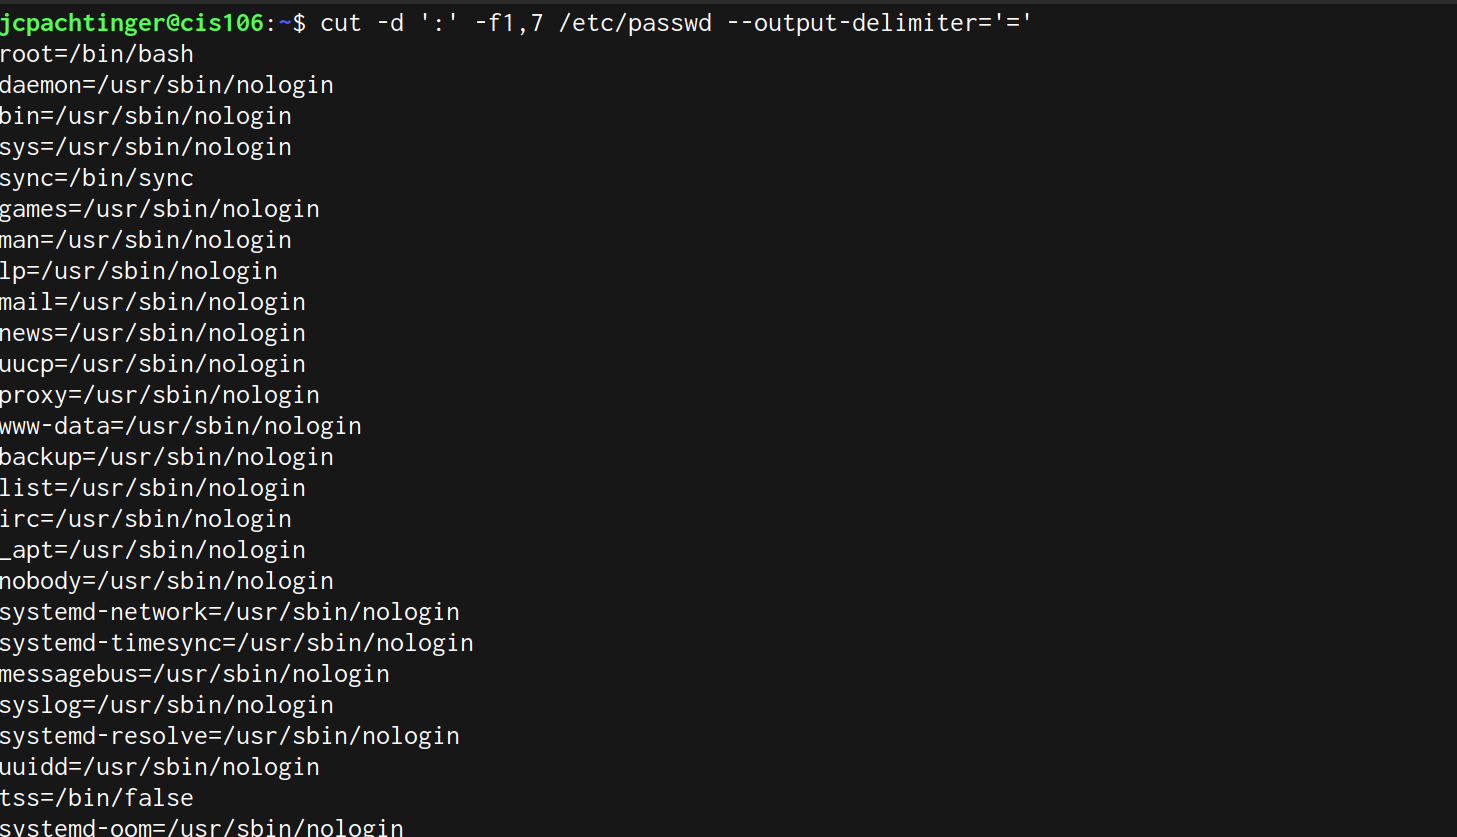 jcpachtinger@cis106:~$ cut -d ':' -f1,7 /etc/passwd --output-delimiter='='
root=/bin/bash
daemon=/usr/sbin/nologin
bin=/usr/sbin/nologin
sys=/usr/sbin/nologin
sync=/bin/sync
games=/usr/sbin/nologin
man=/usr/sbin/nologin
lp=/usr/sbin/nologin
mail=/usr/sbin/nologin
news=/usr/sbin/nologin
uucp=/usr/sbin/nologin
proxy=/usr/sbin/nologin
www-data=/usr/sbin/nologin
backup=/usr/sbin/nologin
list=/usr/sbin/nologin
irc=/usr/sbin/nologin
_apt=/usr/sbin/nologin
nobody=/usr/sbin/nologin
systemd-network=/usr/sbin/nologin
systemd-timesync=/usr/sbin/nologin
messagebus=/usr/sbin/nologin
syslog=/usr/sbin/nologin
systemd-resolve=/usr/sbin/nologin
uuidd=/usr/sbin/nologin
tss=/bin/false
systemd-oom=/usr/sbin/nologin